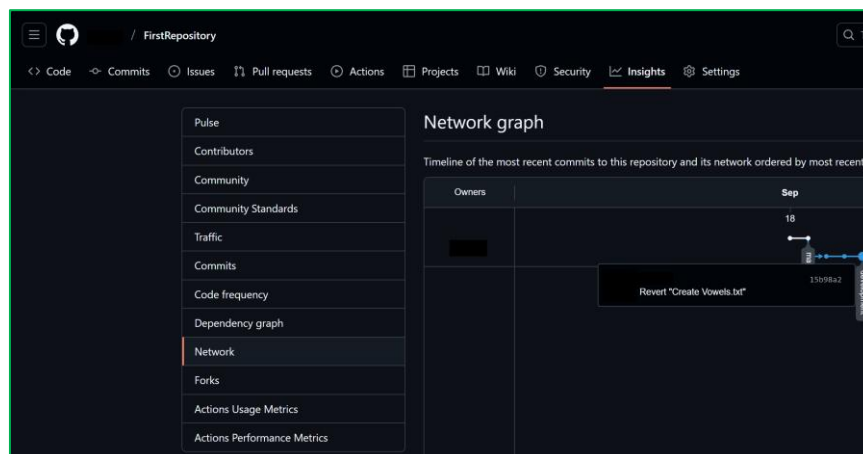 / FirstRepository
Code Commits Issues Pull requests Actions Projects Wiki Security Insights Settings
Pulse
Contributors
Community
Community Standards
Traffic
Commits
Code frequency
Dependency graph
Network
Forks
Actions Usage Metrics
Actions Performance Metrics
Network graph
Timeline of the most recent commits to this repository and its network ordered by most recent
Owners
Sep
18
ma
development
15b98a2
Revert "Create Vowels.txt"